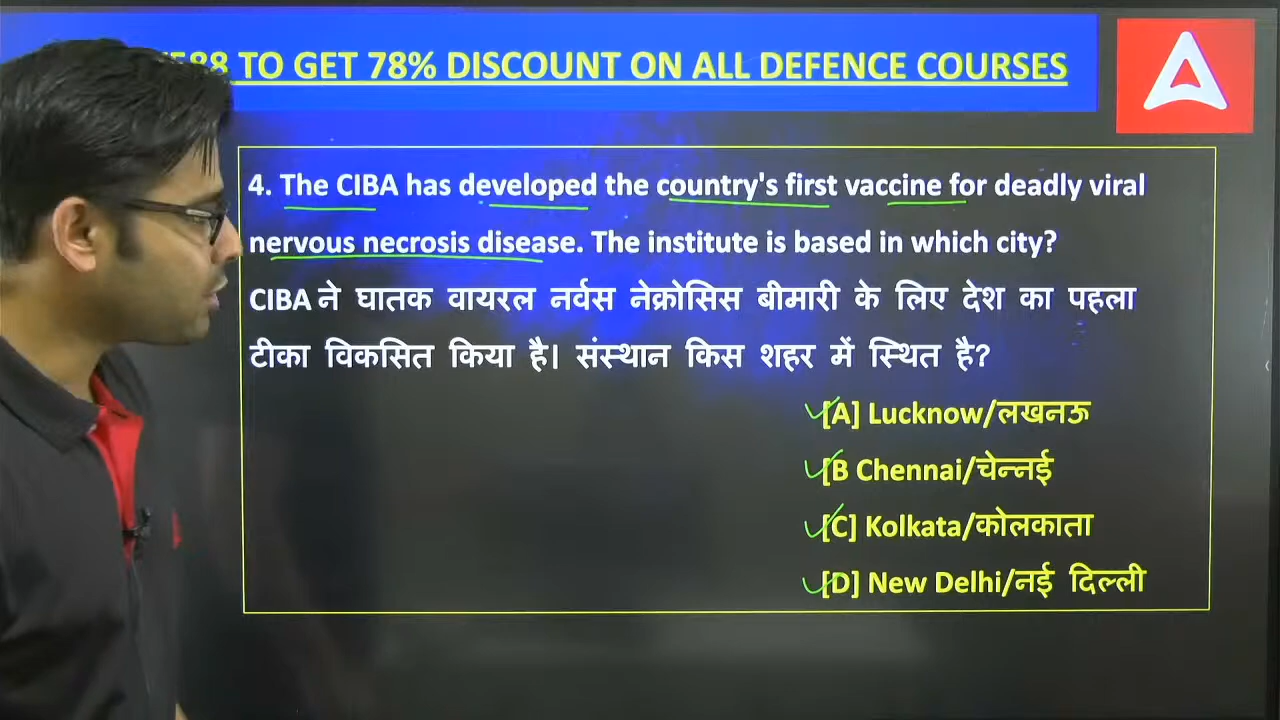 TO GET 78% DISCOUNT ON ALL DEFENCE COURSES
4. The CIBA has developed the country's first vaccine for deadly viral
nervous necrosis disease. The institute is based in which city?
CIBA ने घातक वायरल नर्वस नेक्रोसिस बीमारी के लिए देश का पहला
टीका विकसित किया है। संस्थान किस शहर में स्थित है?
[A] Lucknow/लखनऊ
[B Chennai/चेन्नई
[C] Kolkata/कोलकाता
[D] New Delhi/नई दिल्ली